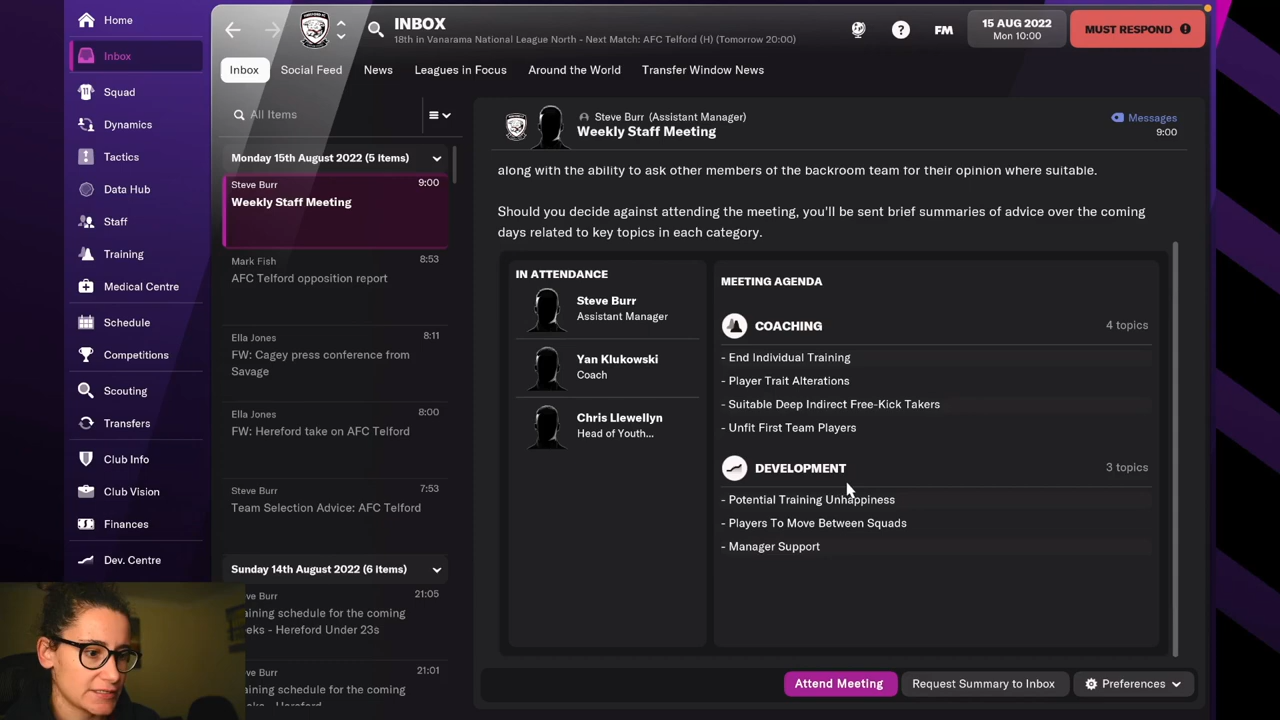 Home
Inbox
Squad
Dynamics
Tactics
Data Hub
Staff
Training
Medical Centre
Schedule
Competitions
Scouting
Transfers
Club Info
Club Vision
Finances
Dev. Centre
INBOX
18th in Vanarama National League North - Next Match: AFC Telford (H) (Tomorrow 20:00)
?
FM
15 AUG 2022
Mon 10:00
MUST RESPOND
Inbox
Social Feed
News
Leagues in Focus
Around the World
Transfer Window News
All Items
Monday 15th August 2022 (5 items)
Steve Burr
9:00
Weekly Staff Meeting
Mark Fish
8:53
AFC Telford opposition report
Ella Jones
8:11
FW: Cagey press conference from
Savage
Ella Jones
8:00
FW: Hereford take on AFC Telford
Steve Burr
7:53
Team Selection Advice: AFC Telford
Sunday 14th August 2022 (6 items)
eve Burr
21:05
aining schedule for the coming
eks - Hereford Under 23s
eve Burr
21:01
aining schedule for the coming
Steve Burr (Assistant Manager)
Weekly Staff Meeting
Messages
9:00
along with the ability to ask other members of the backroom team for their opinion where suitable.
Should you decide against attending the meeting, you'll be sent brief summaries of advice over the coming
days related to key topics in each category.
IN ATTENDANCE
Steve Burr
Assistant Manager
Yan Klukowski
Coach
Chris Llewellyn
Head of Youth...
MEETING AGENDA
COACHING
4 topics
- End Individual Training
- Player Trait Alterations
- Suitable Deep Indirect Free-Kick Takers
- Unfit First Team Players
DEVELOPMENT
3 topics
- Potential Training Unhappiness
- Players To Move Between Squads
- Manager Support
Attend Meeting
Request Summary to Inbox
Preferences